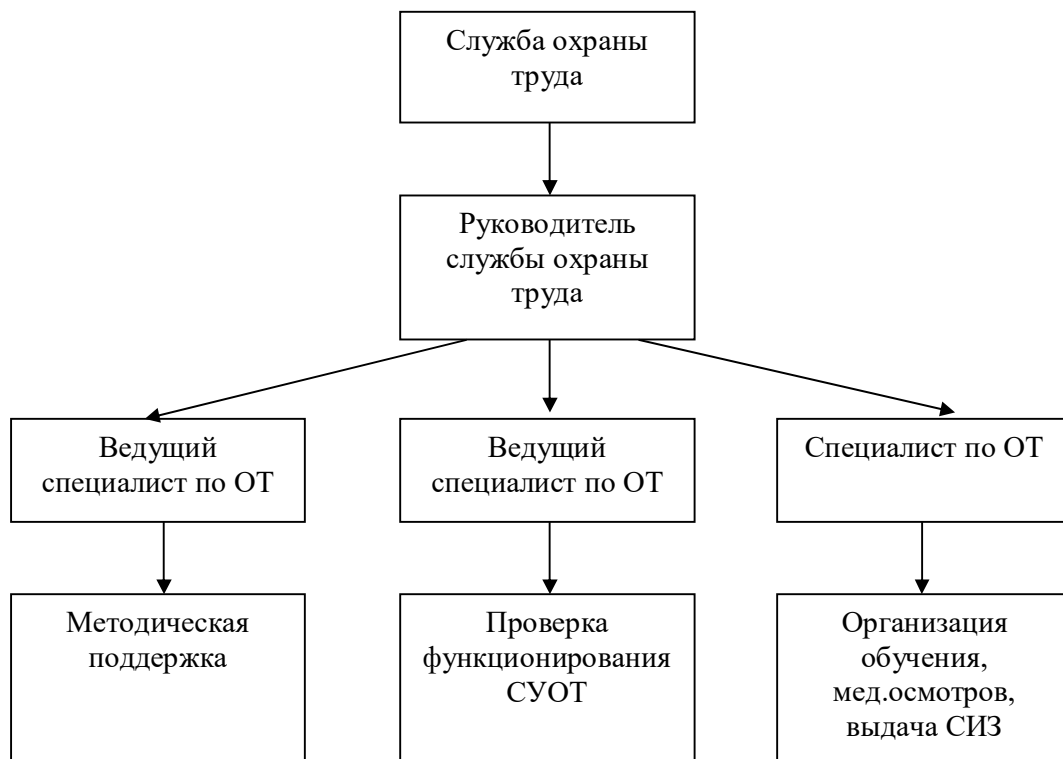 Служба охраны
труда
Руководитель
службы охраны
труда
Ведущий
специалист по ОТ
Ведущий
специалист по ОТ
Специалист по ОТ
Методическая
поддержка
Проверка
функционирования
СУОТ
Организация
обучения,
мед.осмотров,
выдача СИЗ